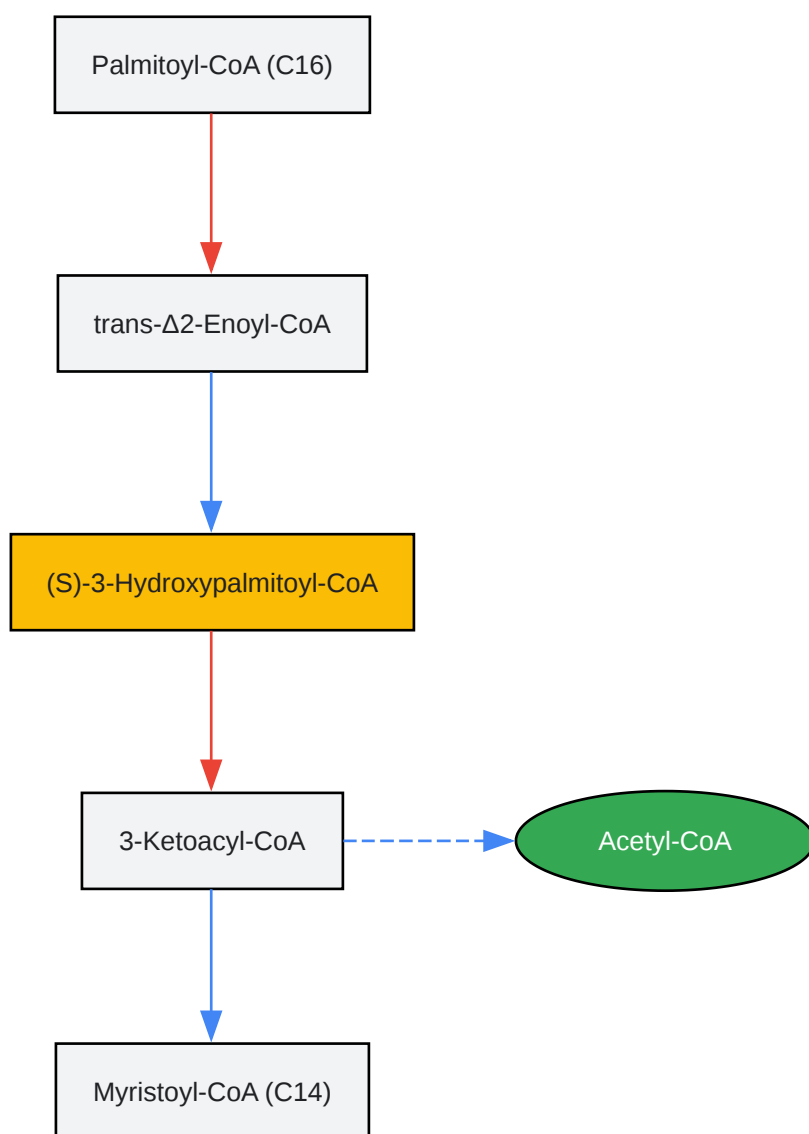 Palmitoyl-CoA (C16)
trans-Δ2-Enoyl-CoA
(S)-3-Hydroxypalmitoyl-CoA
3-Ketoacyl-CoA
Acetyl-CoA
Myristoyl-CoA (C14)